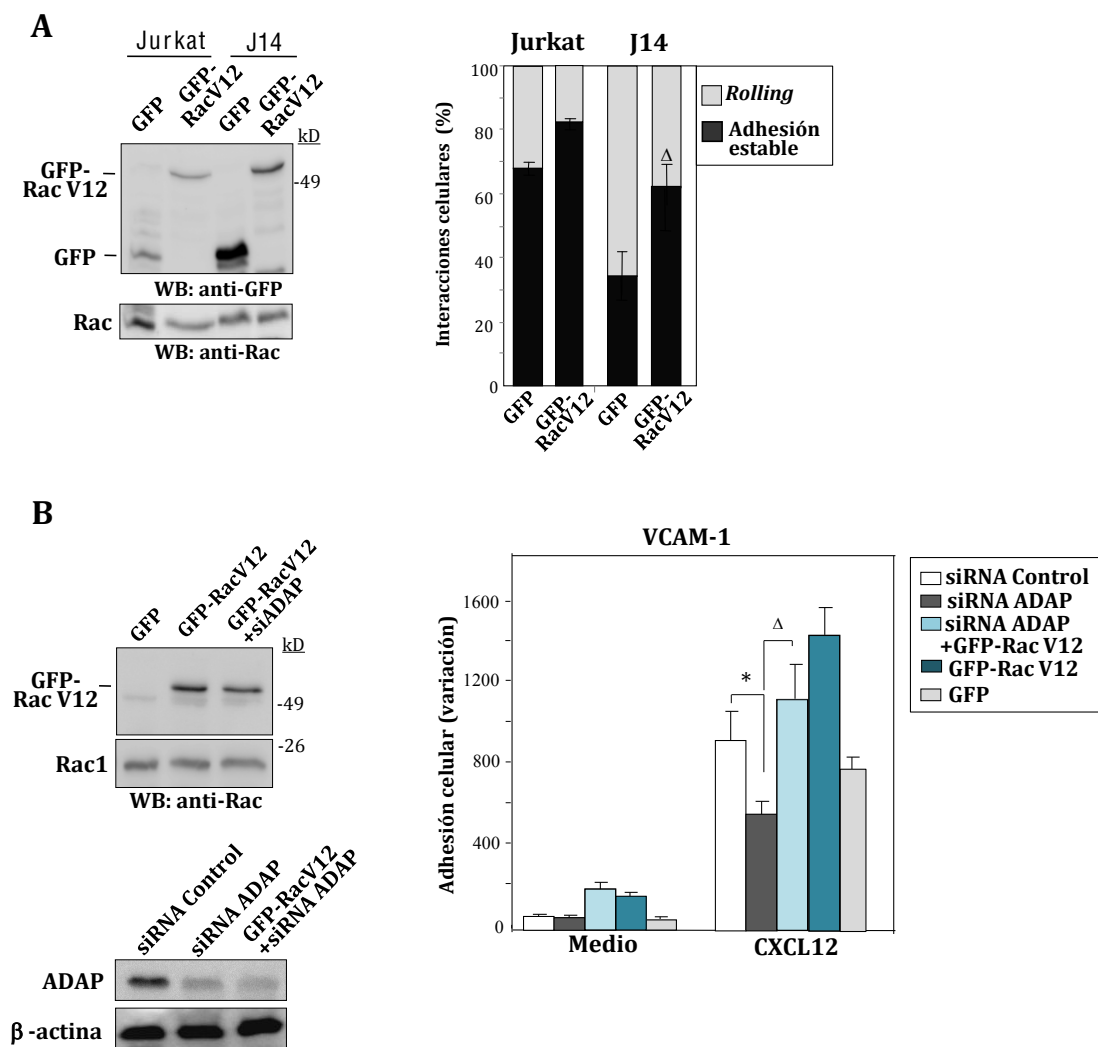 A
Jurkat J14
GFP GFP-RacV12 GFP GFP-RacV12
kD
GFP-
Rac V12
-49
GFP
WB: anti-GFP
Rac
WB: anti-Rac
Jurkat J14
Interacciones celulares (%)
100
80
60
40
20
0
Δ
GFP GFP-RacV12 GFP GFP-RacV12
Rolling
Adhesión
estable
B
GFP GFP-RacV12 GFP-RacV12
+siADAP
kD
GFP-
Rac V12
-49
-26
Rac1
WB: anti-Rac
siRNA Control siRNA ADAP GFP-RacV12
+siRNA ADAP
ADAP
β -actina
VCAM-1
Adhesión celular (variación)
1600
1200
800
400
0
* Δ
Medio CXCL12
siRNA Control
siRNA ADAP
siRNA ADAP
+GFP-Rac V12
GFP-Rac V12
GFP